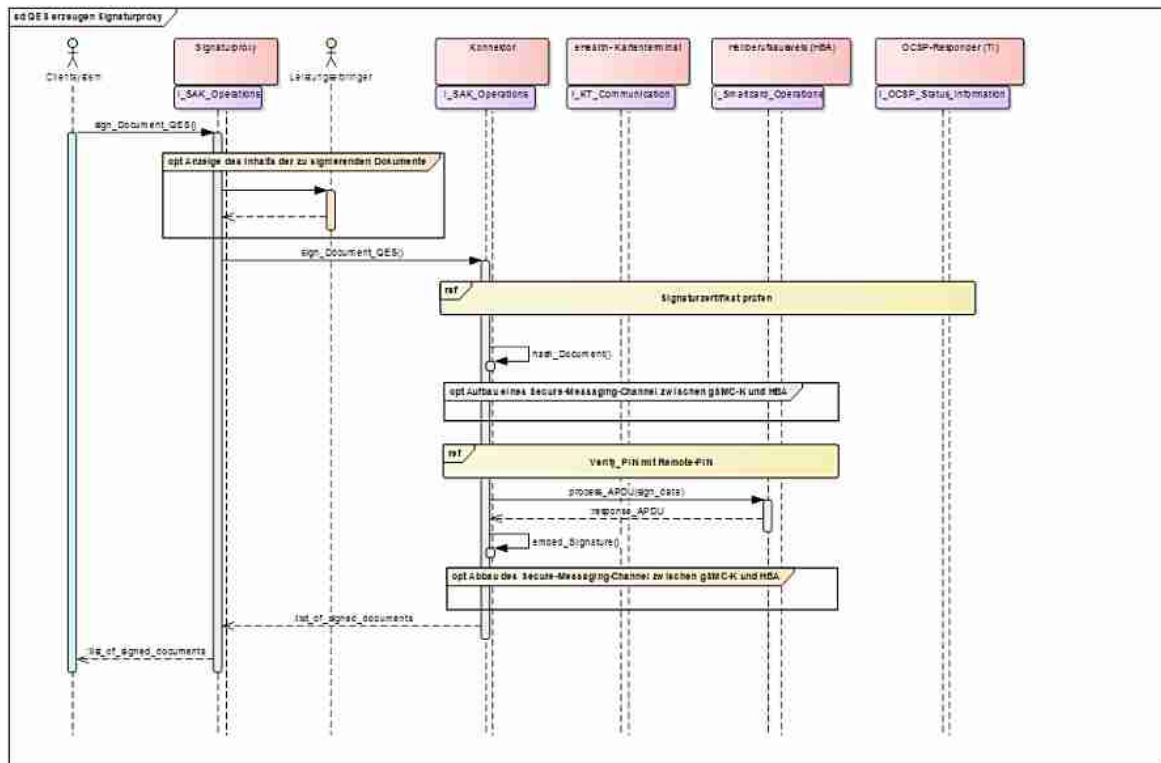 sd QES erzeugen Signaturproxy
Clientsystem
Signaturproxy
I_SAK_Operations
Leistungserbringer
Konnektor
I_SAK_Operations
eHealth-Kartenterminal
I_KT_Communication
Heilberufsausweis (HBA)
I_Smartcard_Operations
OCSP-Responder (TI)
I_OCSP_Status_Information
sign_Document_QES()
opt Anzeige des Inhalts der zu signierenden Dokumente
sign_Document_QES()
ref
Signaturzertifikat prüfen
hash_Document()
opt Aufbau eines Secure-Messaging-Channel zwischen gSMC-K und HBA
ref
Verify_PIN mit Remote-PIN
process_APDU(sign_data)
response_APDU
embed_Signature()
opt Abbau des Secure-Messaging-Channel zwischen gSMC-K und HBA
list_of_signed_documents
list_of_signed_documents